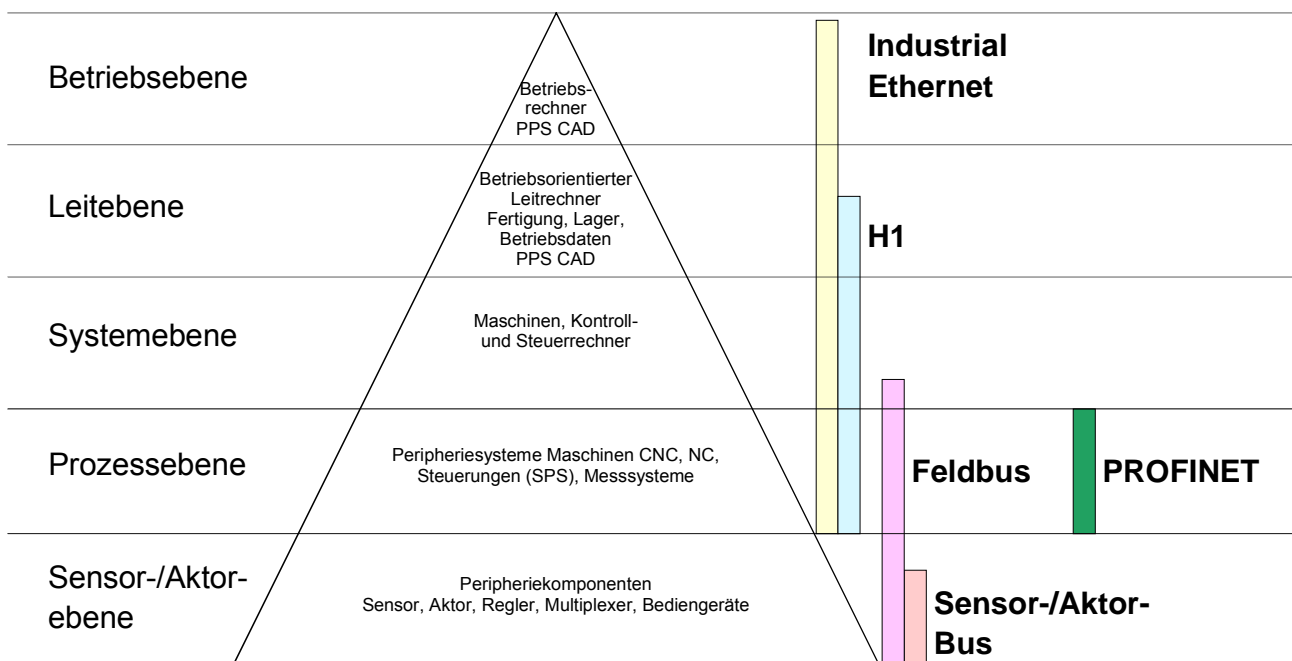 Betriebsebene
Betriebs-
rechner
PPS CAD
Industrial
Ethernet
Leitebene
Betriebsorientierter
Leitrechner
Fertigung, Lager,
Betriebsdaten
PPS CAD
H1
Systemebene
Maschinen, Kontroll-
und Steuerrechner
Prozessebene
Peripheriesysteme Maschinen CNC, NC,
Steuerungen (SPS), Messsysteme
Feldbus
PROFINET
Sensor-/Aktor-
ebene
Peripheriekomponenten
Sensor, Aktor, Regler, Multiplexer, Bediengeräte
Sensor-/Aktor-
Bus